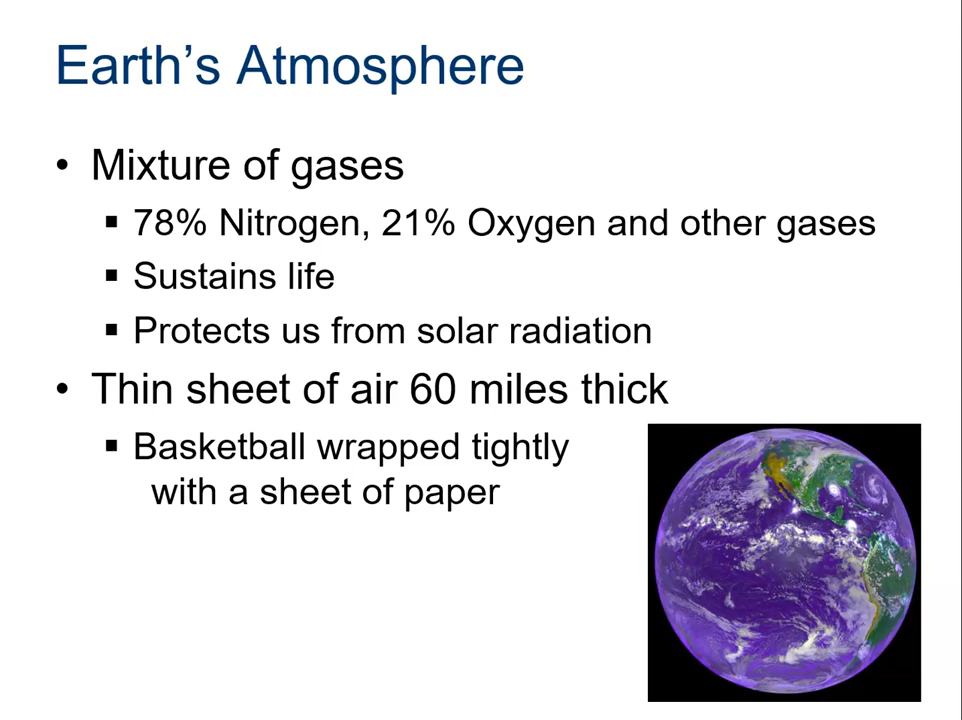 Earth’s Atmosphere
• Mixture of gases
▪ 78% Nitrogen, 21% Oxygen and other gases
▪ Sustains life
▪ Protects us from solar radiation
• Thin sheet of air 60 miles thick
▪ Basketball wrapped tightly
with a sheet of paper